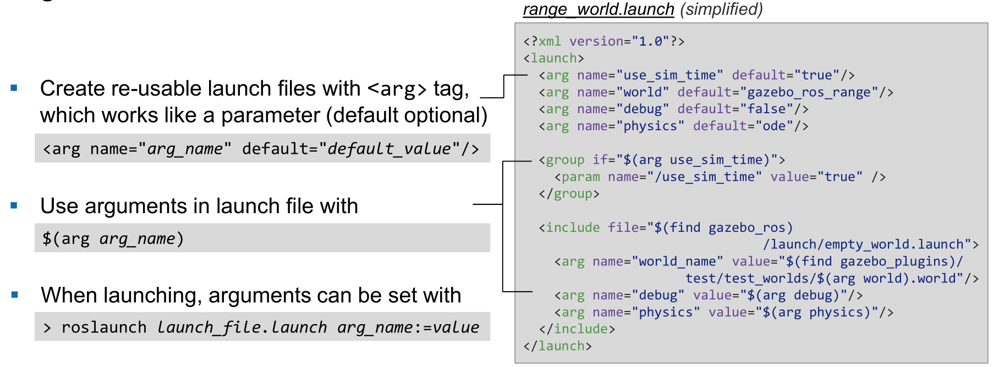 Create re-usable launch files with <arg> tag,
which works like a parameter (default optional)
<arg name="arg_name" default="default_value"/>
Use arguments in launch file with
$(arg arg_name)
When launching, arguments can be set with
> roslaunch launch_file.launch arg_name:=value
range_world.launch (simplified)
<?xml version="1.0"?>
<launch>
  <arg name="use_sim_time" default="true"/>
  <arg name="world" default="gazebo_ros_range"/>
  <arg name="debug" default="false"/>
  <arg name="physics" default="ode"/>
  <group if="$(arg use_sim_time)">
    <param name="/use_sim_time" value="true" />
  </group>
  <include file="$(find gazebo_ros)
                               /launch/empty_world.launch">
    <arg name="world_name" value="$(find gazebo_plugins)/
                     test/test_worlds/$(arg world).world"/>
    <arg name="debug" value="$(arg debug)"/>
    <arg name="physics" value="$(arg physics)"/>
  </include>
</launch>